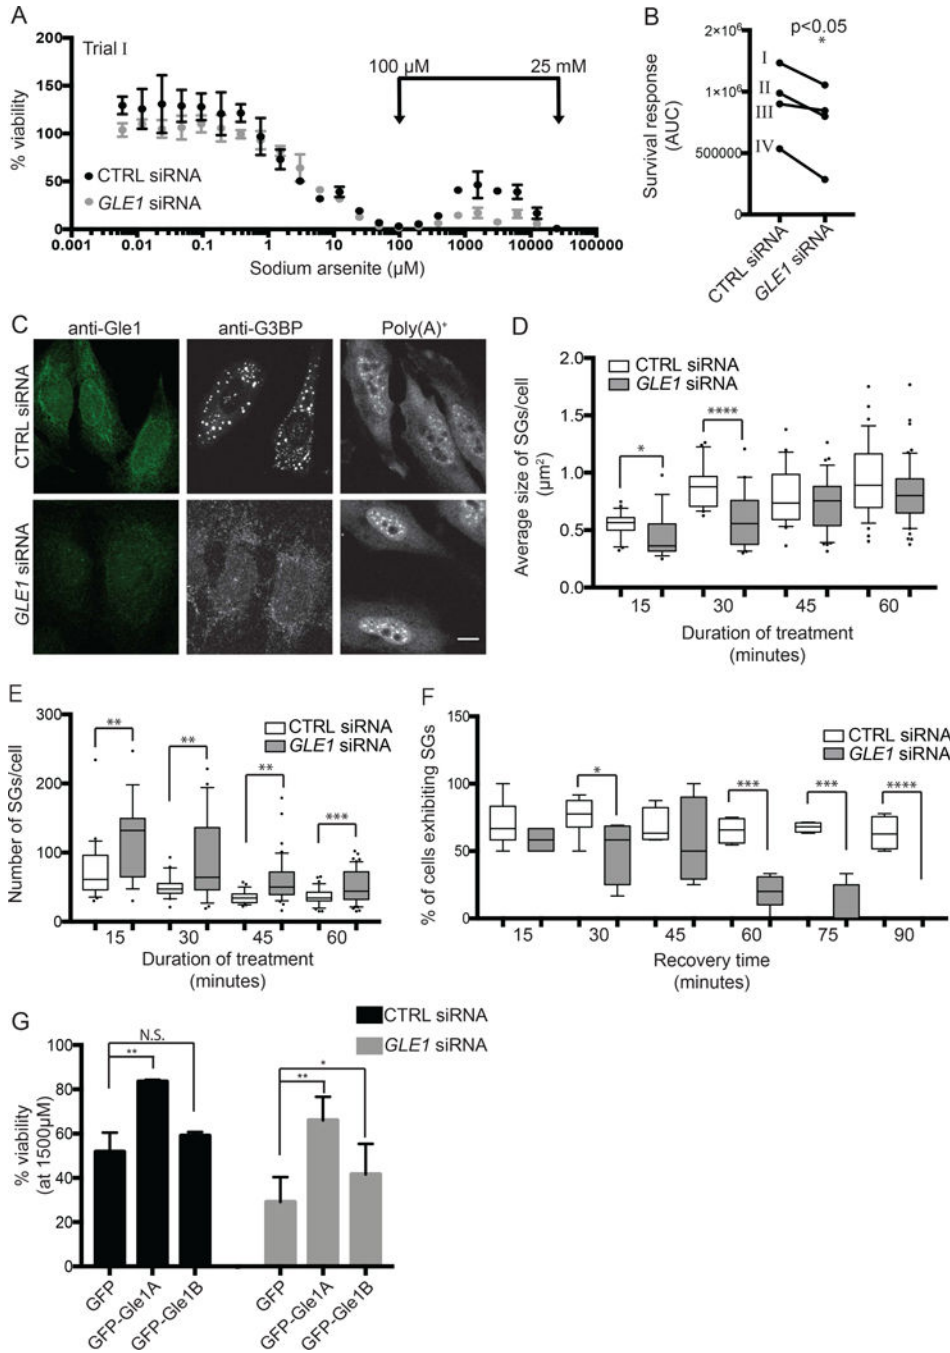 A
Trial I
% viability
200
150
100
50
0
100 µM
25 mM
CTRL siRNA
GLE1 siRNA
0.001
0.01
0.1
1
10
100
1000
10000
100000
Sodium arsenite (µM)
B
p<0.05
*
Survival response
(AUC)
2×10⁶
1×10⁶
500000
0
I
II
III
IV
CTRL siRNA
GLE1 siRNA
C
anti-Gle1
anti-G3BP
Poly(A)⁺
CTRL siRNA
GLE1 siRNA
D
CTRL siRNA
GLE1 siRNA
Average size of SGs/cell
(µm²)
2.0
1.5
1.0
0.5
0.0
*
****
15
30
45
60
Duration of treatment
(minutes)
E
CTRL siRNA
GLE1 siRNA
Number of SGs/cell
300
200
100
0
**
**
**
***
15
30
45
60
Duration of treatment
(minutes)
F
CTRL siRNA
GLE1 siRNA
% of cells exhibiting SGs
150
100
50
0
*
***
***
****
15
30
45
60
75
90
Recovery time
(minutes)
G
CTRL siRNA
GLE1 siRNA
% viability
(at 1500µM)
100
80
60
40
20
0
N.S.
**
*
**
GFP
GFP-Gle1A
GFP-Gle1B
GFP
GFP-Gle1A
GFP-Gle1B